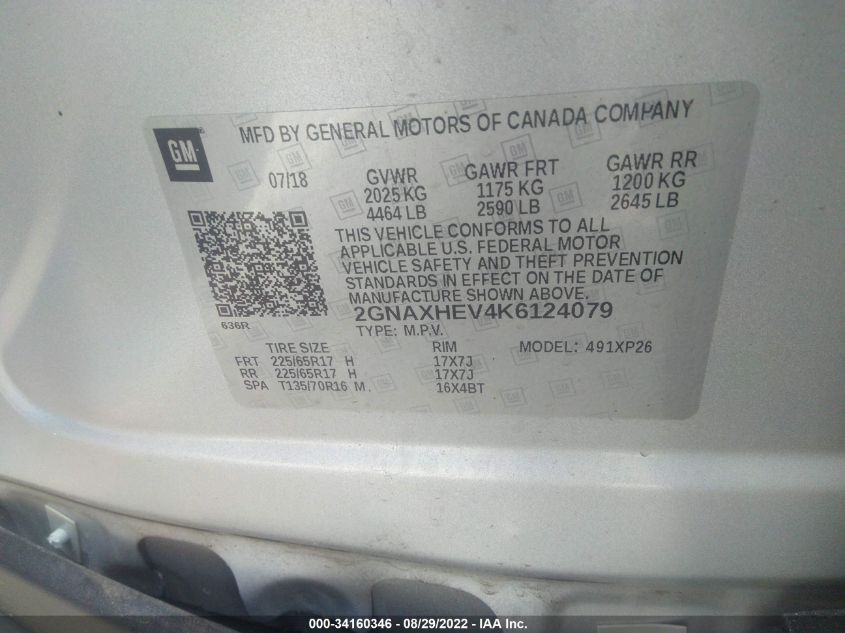 GM
MFD BY GENERAL MOTORS OF CANADA COMPANY
07/18 GVWR GAWR FRT GAWR RR
2025 KG 1175 KG 1200 KG
4464 LB 2590 LB 2645 LB
THIS VEHICLE CONFORMS TO ALL
APPLICABLE U.S. FEDERAL MOTOR
VEHICLE SAFETY AND THEFT PREVENTION
STANDARDS IN EFFECT ON THE DATE OF
MANUFACTURE SHOWN ABOVE.
636R 2GNAXHEV4K6124079
TYPE: M.P.V.
TIRE SIZE RIM MODEL: 491XP26
FRT 225/65R17 H 17X7J
RR 225/65R17 H 17X7J
SPA T135/70R16 M. 16X4BT
000-34160346 - 08/29/2022 - IAA Inc.